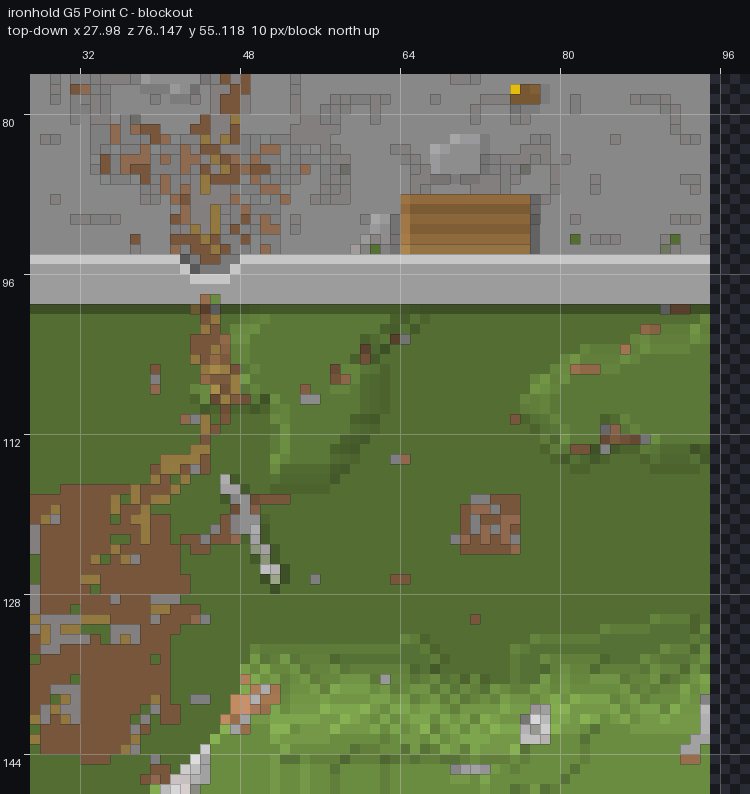 ironhold G5 Point C - blockout
top-down  x 27..98  z 76..147  y 55..118  10 px/block  north up
32 48 64 80 96
80
96
112
128
144